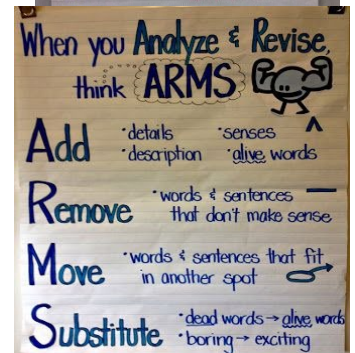 When you Analyze & Revise,
think ARMS
Add
• details • senses
• description • alive words
Remove
• words & sentences
that don't make sense
Move
• words & sentences that fit
in another spot
Substitute
• dead words → alive words
• boring → exciting